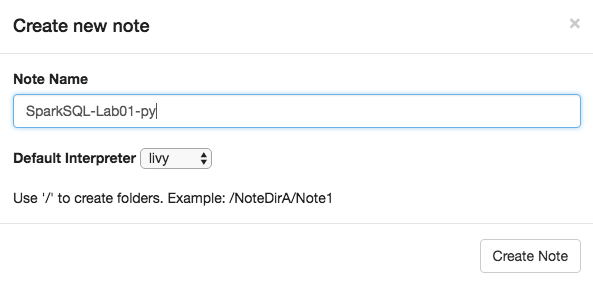 Create new note ×
Note Name
SparkSQL-Lab01-py
Default Interpreter livy
Use '/' to create folders. Example: /NoteDirA/Note1
Create Note